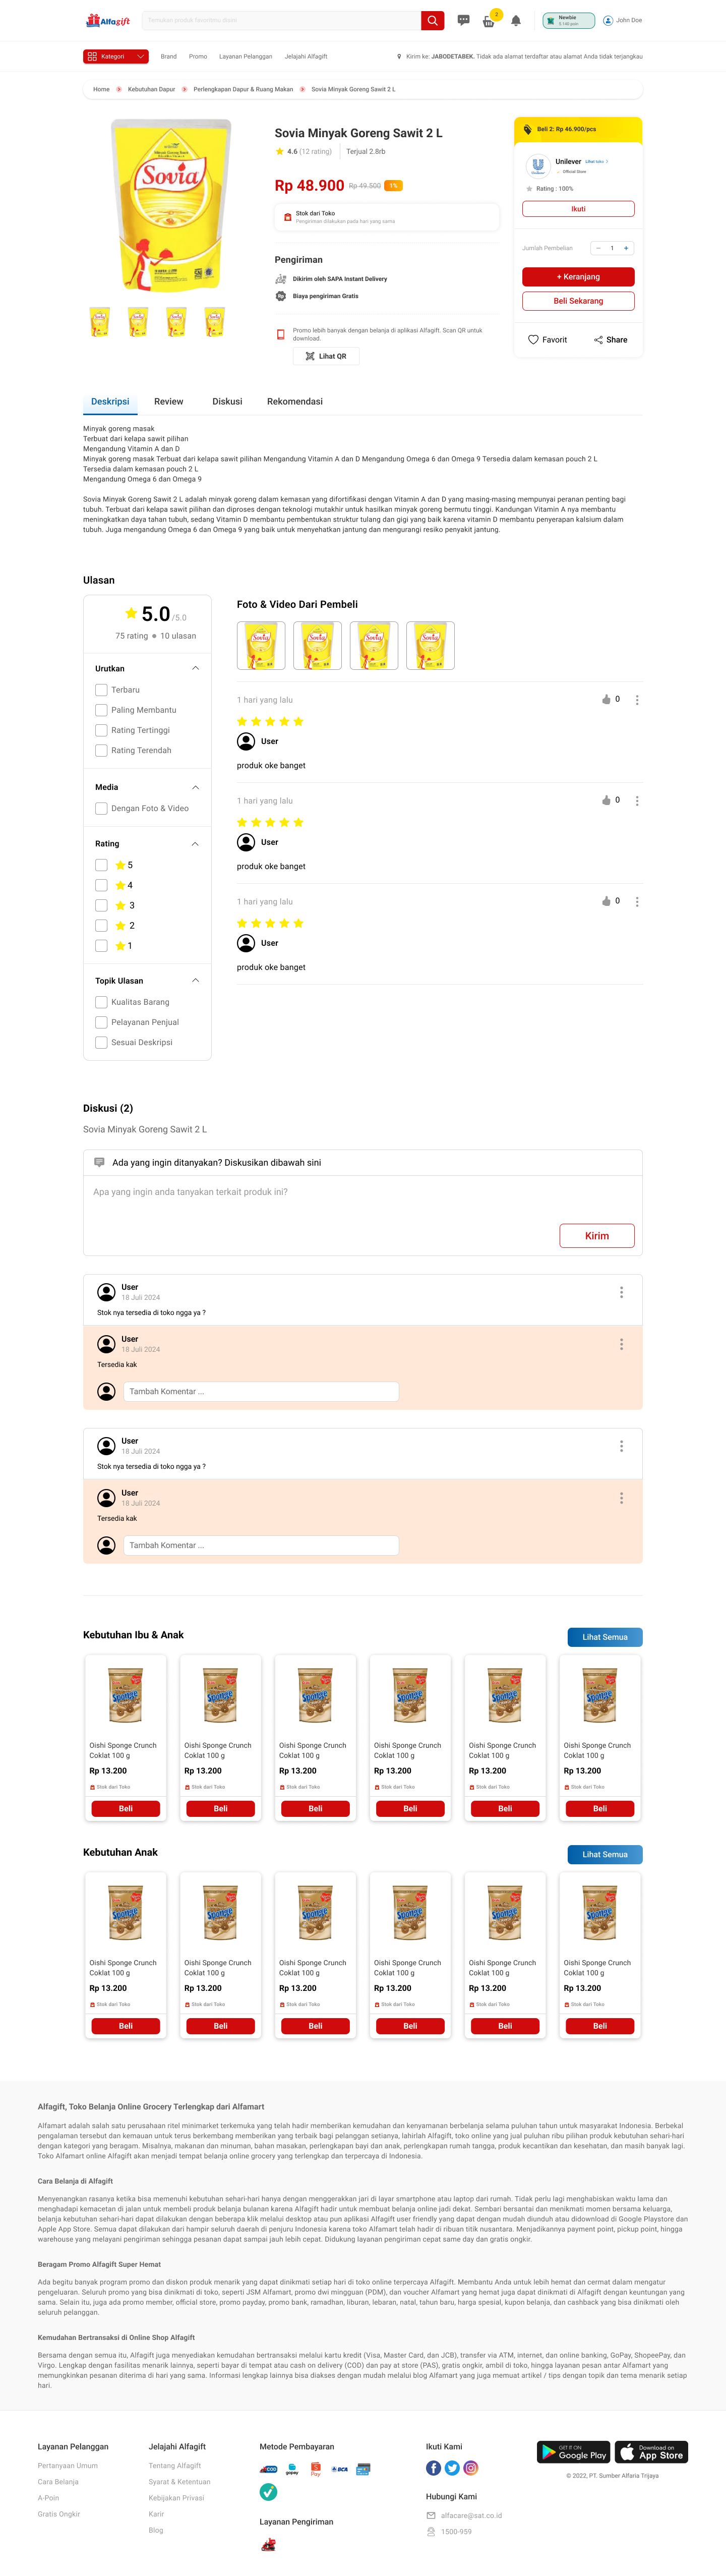 Alfagift
Temukan produk favoritmu disini
2
Newbie
5.140 poin
John Doe
Kategori
Brand
Promo
Layanan Pelanggan
Jelajahi Alfagift
Kirim ke: JABODETABEK. Tidak ada alamat terdaftar atau alamat Anda tidak terjangkau
Home
Kebutuhan Dapur
Perlengkapan Dapur & Ruang Makan
Sovia Minyak Goreng Sawit 2 L
Sovia
Sovia Minyak Goreng Sawit 2 L
4.6 (12 rating)
Terjual 2.8rb
Rp 48.900
Rp 49.500
1%
Stok dari Toko
Pengiriman dilakukan pada hari yang sama
Pengiriman
Dikirim oleh SAPA Instant Delivery
Biaya pengiriman Gratis
Promo lebih banyak dengan belanja di aplikasi Alfagift. Scan QR untuk
download.
Lihat QR
Beli 2: Rp 46.900/pcs
Unilever
Lihat toko
Official Store
Rating : 100%
Ikuti
Jumlah Pembelian
− 1 +
+ Keranjang
Beli Sekarang
Favorit
Share
Deskripsi
Review
Diskusi
Rekomendasi
Minyak goreng masak
Terbuat dari kelapa sawit pilihan
Mengandung Vitamin A dan D
Minyak goreng masak Terbuat dari kelapa sawit pilihan Mengandung Vitamin A dan D Mengandung Omega 6 dan Omega 9 Tersedia dalam kemasan pouch 2 L
Tersedia dalam kemasan pouch 2 L
Mengandung Omega 6 dan Omega 9
Sovia Minyak Goreng Sawit 2 L adalah minyak goreng dalam kemasan yang difortifikasi dengan Vitamin A dan D yang masing-masing mempunyai peranan penting bagi
tubuh. Terbuat dari kelapa sawit pilihan dan diproses dengan teknologi mutakhir untuk hasilkan minyak goreng bermutu tinggi. Kandungan Vitamin A nya membantu
meningkatkan daya tahan tubuh, sedang Vitamin D membantu pembentukan struktur tulang dan gigi yang baik karena vitamin D membantu penyerapan kalsium dalam
tubuh. Juga mengandung Omega 6 dan Omega 9 yang baik untuk menyehatkan jantung dan mengurangi resiko penyakit jantung.
Ulasan
5.0/5.0
75 rating
10 ulasan
Urutkan
Terbaru
Paling Membantu
Rating Tertinggi
Rating Terendah
Media
Dengan Foto & Video
Rating
5
4
3
2
1
Topik Ulasan
Kualitas Barang
Pelayanan Penjual
Sesuai Deskripsi
Foto & Video Dari Pembeli
Sovia
Sovia
Sovia
Sovia
1 hari yang lalu
0
User
produk oke banget
1 hari yang lalu
0
User
produk oke banget
1 hari yang lalu
0
User
produk oke banget
Diskusi (2)
Sovia Minyak Goreng Sawit 2 L
Ada yang ingin ditanyakan? Diskusikan dibawah sini
Apa yang ingin anda tanyakan terkait produk ini?
Kirim
User
18 Juli 2024
Stok nya tersedia di toko ngga ya ?
User
18 Juli 2024
Tersedia kak
Tambah Komentar ...
User
18 Juli 2024
Stok nya tersedia di toko ngga ya ?
User
18 Juli 2024
Tersedia kak
Tambah Komentar ...
Kebutuhan Ibu & Anak
Lihat Semua
Sponge Sponge Sponge Sponge Sponge Sponge
Oishi Sponge Crunch Oishi Sponge Crunch Oishi Sponge Crunch Oishi Sponge Crunch Oishi Sponge Crunch Oishi Sponge Crunch
Coklat 100 g Coklat 100 g Coklat 100 g Coklat 100 g Coklat 100 g Coklat 100 g
Rp 13.200 Rp 13.200 Rp 13.200 Rp 13.200 Rp 13.200 Rp 13.200
Stok dari Toko Stok dari Toko Stok dari Toko Stok dari Toko Stok dari Toko Stok dari Toko
Beli Beli Beli Beli Beli Beli
Kebutuhan Anak
Lihat Semua
Sponge Sponge Sponge Sponge Sponge Sponge
Oishi Sponge Crunch Oishi Sponge Crunch Oishi Sponge Crunch Oishi Sponge Crunch Oishi Sponge Crunch Oishi Sponge Crunch
Coklat 100 g Coklat 100 g Coklat 100 g Coklat 100 g Coklat 100 g Coklat 100 g
Rp 13.200 Rp 13.200 Rp 13.200 Rp 13.200 Rp 13.200 Rp 13.200
Stok dari Toko Stok dari Toko Stok dari Toko Stok dari Toko Stok dari Toko Stok dari Toko
Beli Beli Beli Beli Beli Beli
Alfagift, Toko Belanja Online Grocery Terlengkap dari Alfamart
Alfamart adalah salah satu perusahaan ritel minimarket terkemuka yang telah hadir memberikan kemudahan dan kenyamanan berbelanja selama puluhan tahun untuk masyarakat Indonesia. Berbekal
pengalaman tersebut dan kemauan untuk terus berkembang memberikan yang terbaik bagi pelanggan setianya, lahirlah Alfagift, toko online yang jual puluhan ribu pilihan produk kebutuhan sehari-hari
dengan kategori yang beragam. Misalnya, makanan dan minuman, bahan masakan, perlengkapan bayi dan anak, perlengkapan rumah tangga, produk kecantikan dan kesehatan, dan masih banyak lagi.
Toko Alfamart online Alfagift akan menjadi tempat belanja online grocery yang terlengkap dan terpercaya di Indonesia.
Cara Belanja di Alfagift
Menyenangkan rasanya ketika bisa memenuhi kebutuhan sehari-hari hanya dengan menggerakkan jari di layar smartphone atau laptop dari rumah. Tidak perlu lagi menghabiskan waktu lama dan
menghadapi kemacetan di jalan untuk membeli produk belanja bulanan karena Alfagift hadir untuk membuat belanja online jadi dekat. Sembari bersantai dan menikmati momen bersama keluarga,
belanja kebutuhan sehari-hari dapat dilakukan dengan beberapa klik melalui desktop atau pun aplikasi Alfagift user friendly yang dapat dengan mudah diunduh atau didownload di Google Playstore dan
Apple App Store. Semua dapat dilakukan dari hampir seluruh daerah di penjuru Indonesia karena toko Alfamart telah hadir di ribuan titik nusantara. Menjadikannya payment point, pickup point, hingga
warehouse yang melayani pengiriman sehingga pesanan dapat sampai jauh lebih cepat. Didukung layanan pengiriman cepat same day dan gratis ongkir.
Beragam Promo Alfagift Super Hemat
Ada begitu banyak program promo dan diskon produk menarik yang dapat dinikmati setiap hari di toko online terpercaya Alfagift. Membantu Anda untuk lebih hemat dan cermat dalam mengatur
pengeluaran. Seluruh promo yang bisa dinikmati di toko, seperti JSM Alfamart, promo dwi mingguan (PDM), dan voucher Alfamart yang hemat juga dapat dinikmati di Alfagift dengan keuntungan yang
sama. Selain itu, juga ada promo member, official store, promo payday, promo bank, ramadhan, liburan, lebaran, natal, tahun baru, harga spesial, kupon belanja, dan cashback yang bisa dinikmati oleh
seluruh pelanggan.
Kemudahan Bertransaksi di Online Shop Alfagift
Bersama dengan semua itu, Alfagift juga menyediakan kemudahan bertransaksi melalui kartu kredit (Visa, Master Card, dan JCB), transfer via ATM, internet, dan online banking, GoPay, ShopeePay, dan
Virgo. Lengkap dengan fasilitas menarik lainnya, seperti bayar di tempat atau cash on delivery (COD) dan pay at store (PAS), gratis ongkir, ambil di toko, hingga layanan pesan antar Alfamart yang
memungkinkan pesanan diterima di hari yang sama. Informasi lengkap lainnya bisa diakses dengan mudah melalui blog Alfamart yang juga memuat artikel / tips dengan topik dan tema menarik setiap
hari.
Layanan Pelanggan
Pertanyaan Umum
Cara Belanja
A-Poin
Gratis Ongkir
Jelajahi Alfagift
Tentang Alfagift
Syarat & Ketentuan
Kebijakan Privasi
Karir
Blog
Metode Pembayaran
COD
gopay
Pay
BCA
Layanan Pengiriman
Ikuti Kami
Hubungi Kami
alfacare@sat.co.id
1500-959
GET IT ON
Google Play
Download on
App Store
© 2022, PT. Sumber Alfaria Trijaya